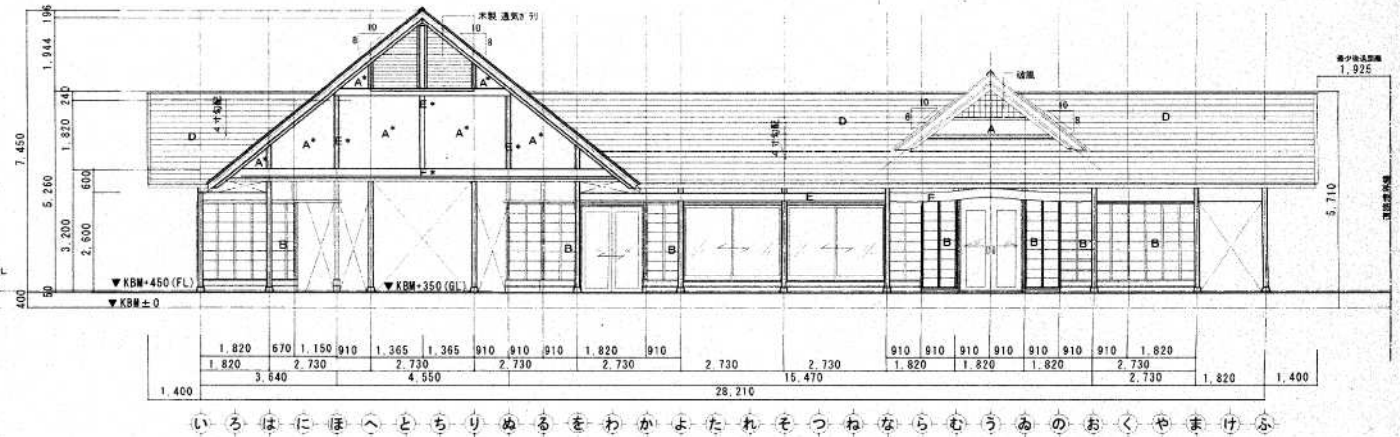 196
1,944
240
1,820
600
7,450
5,260
3,200
2,600
400
50
木製 通気ガラリ
10
10
8
8
A*
A*
E*
A*
A*
A*
A*
A*
E*
E*
D
4寸勾配
D
4寸勾配
破風
10
10
8
8
A
D
1,925
B
B
B
E
F
B
B
B
B
IN
▼KBM+450(FL)
▼KBM+350(GL)
▼KBM±0
1,820 670 1,150 910 1,365 1,365 910 910 910 1,820 910 910 910 910 910 910 910 910 1,820
1,820 2,730 2,730 2,730 2,730 2,730 2,730 1,820 1,820 1,820 2,730
3,640 4,550 15,470 2,730 1,820 1,400
1,400 28,210
い ろ は に ほ へ と ち り ぬ る を わ か よ た れ そ つ ね な ら む う ゐ の お く や ま け ふ